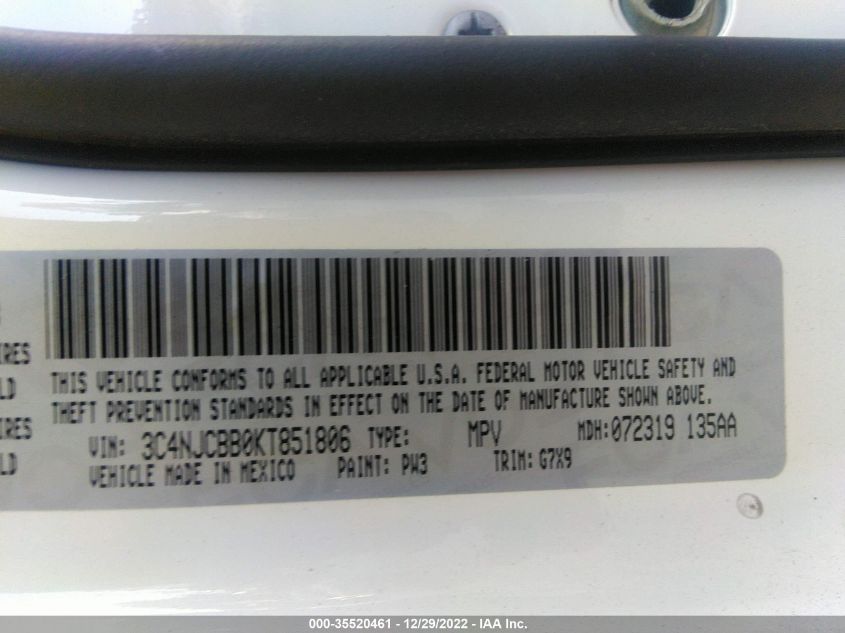 IRES
LD
IRES
LD
THIS VEHICLE CONFORMS TO ALL APPLICABLE U.S.A. FEDERAL MOTOR VEHICLE SAFETY AND
THEFT PREVENTION STANDARDS IN EFFECT ON THE DATE OF MANUFACTURE SHOWN ABOVE.
VIN: 3C4NJCBB0KT851806 TYPE: MPV MDH:072319 135AA
VEHICLE MADE IN MEXICO PAINT: PW3 TRIM: G7X9
000-35520461 - 12/29/2022 - IAA Inc.